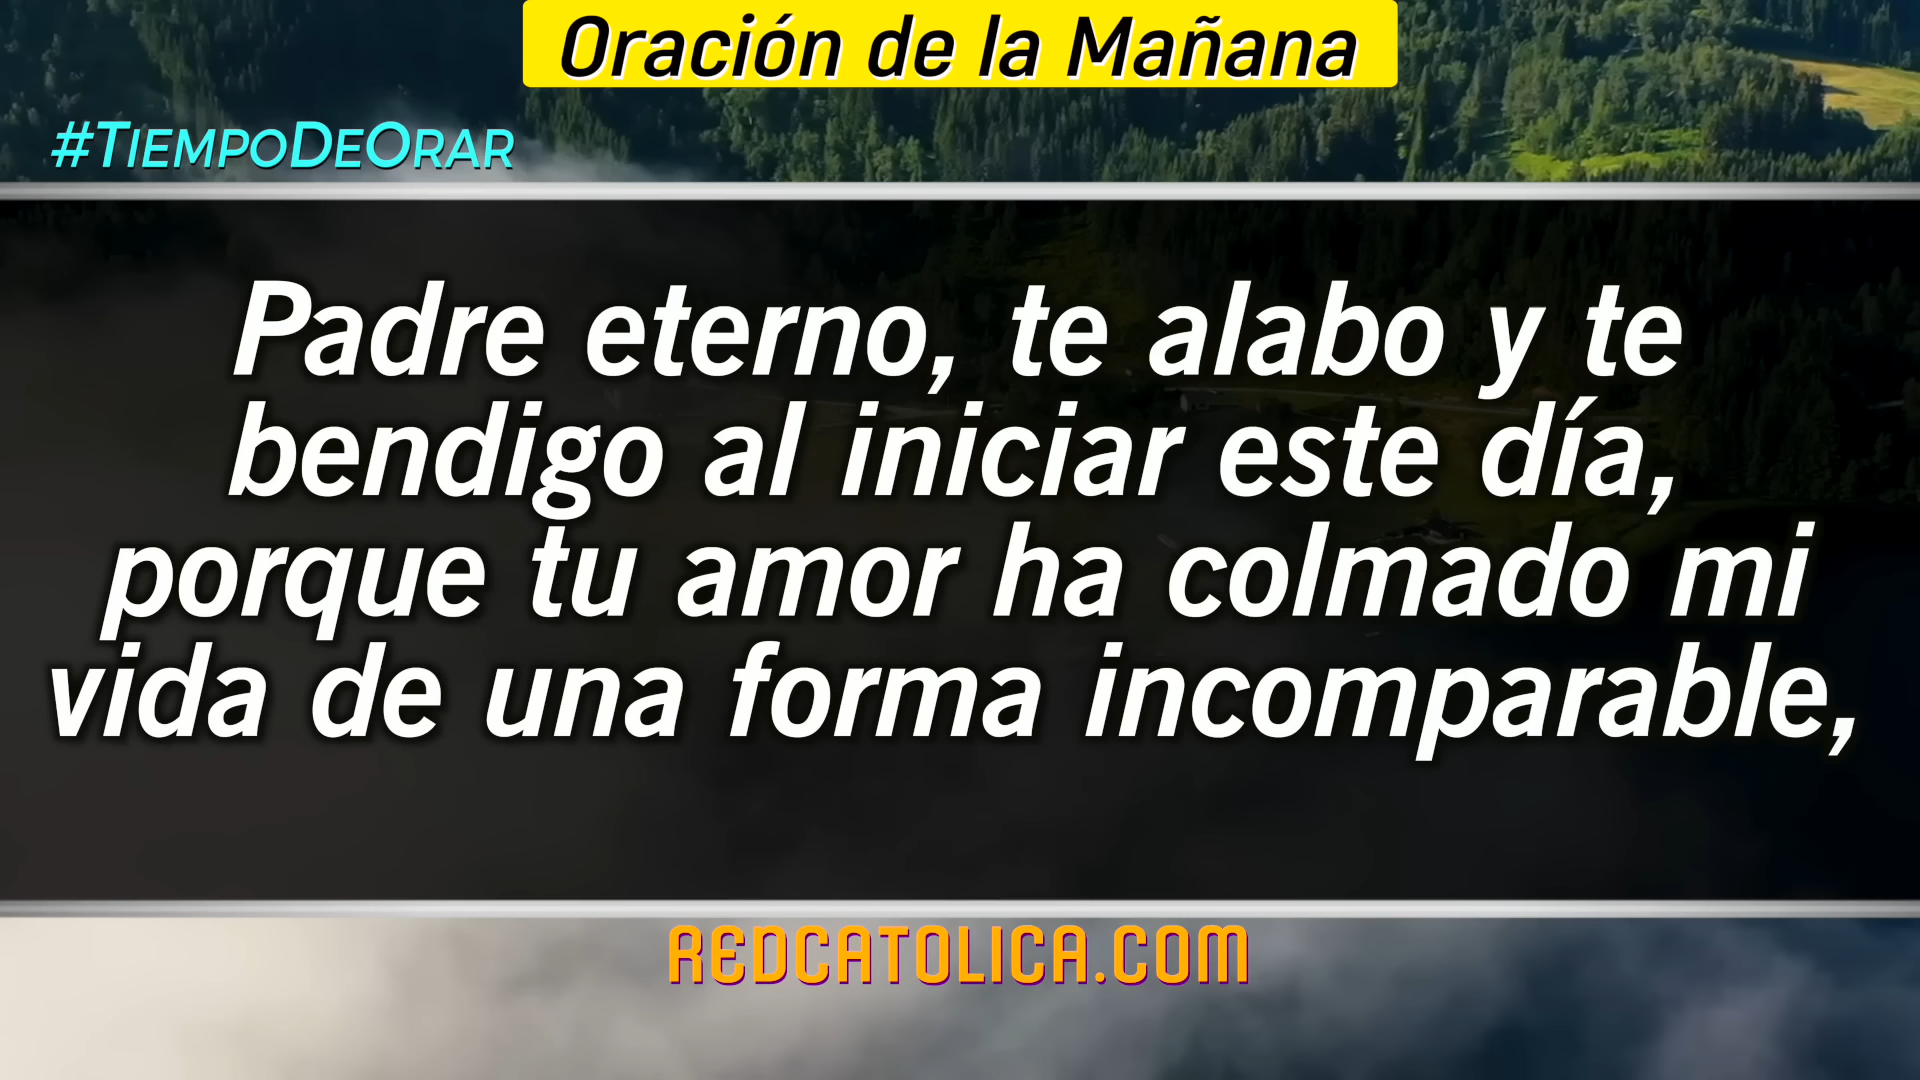 Oración de la Mañana
#TiempoDeOrar
Padre eterno, te alabo y te
bendigo al iniciar este día,
porque tu amor ha colmado mi
vida de una forma incomparable,
REDCATOLICA.COM